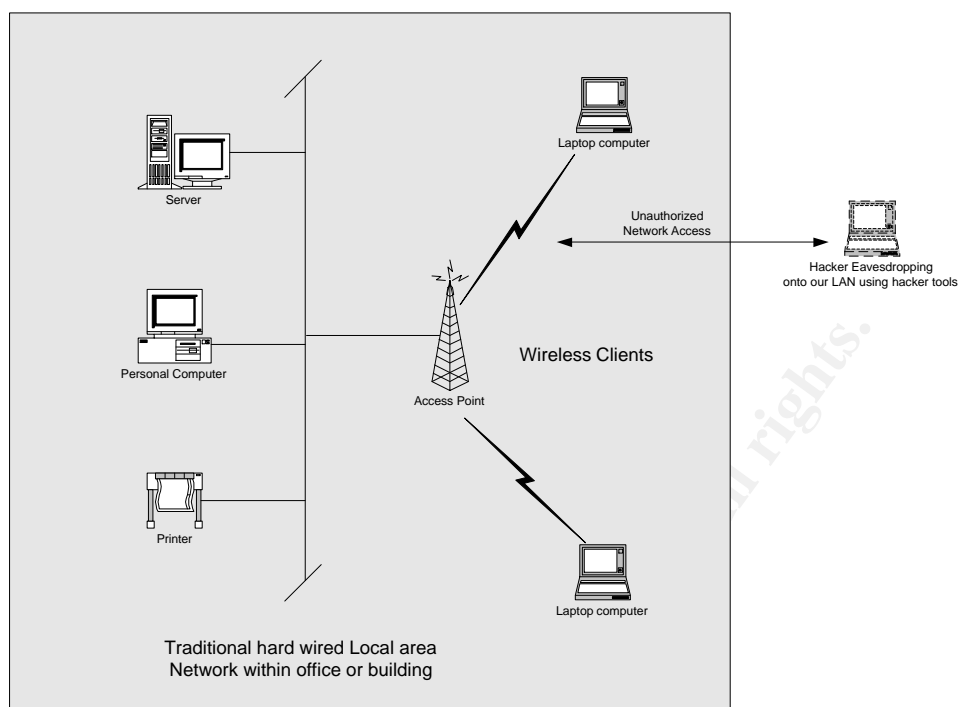 Laptop computer
Server
Unauthorized
Network Access
Hacker Eavesdropping
onto our LAN using hacker tools
Personal Computer
Wireless Clients
Access Point
Printer
Laptop computer
Traditional hard wired Local area
Network within office or building
rights.